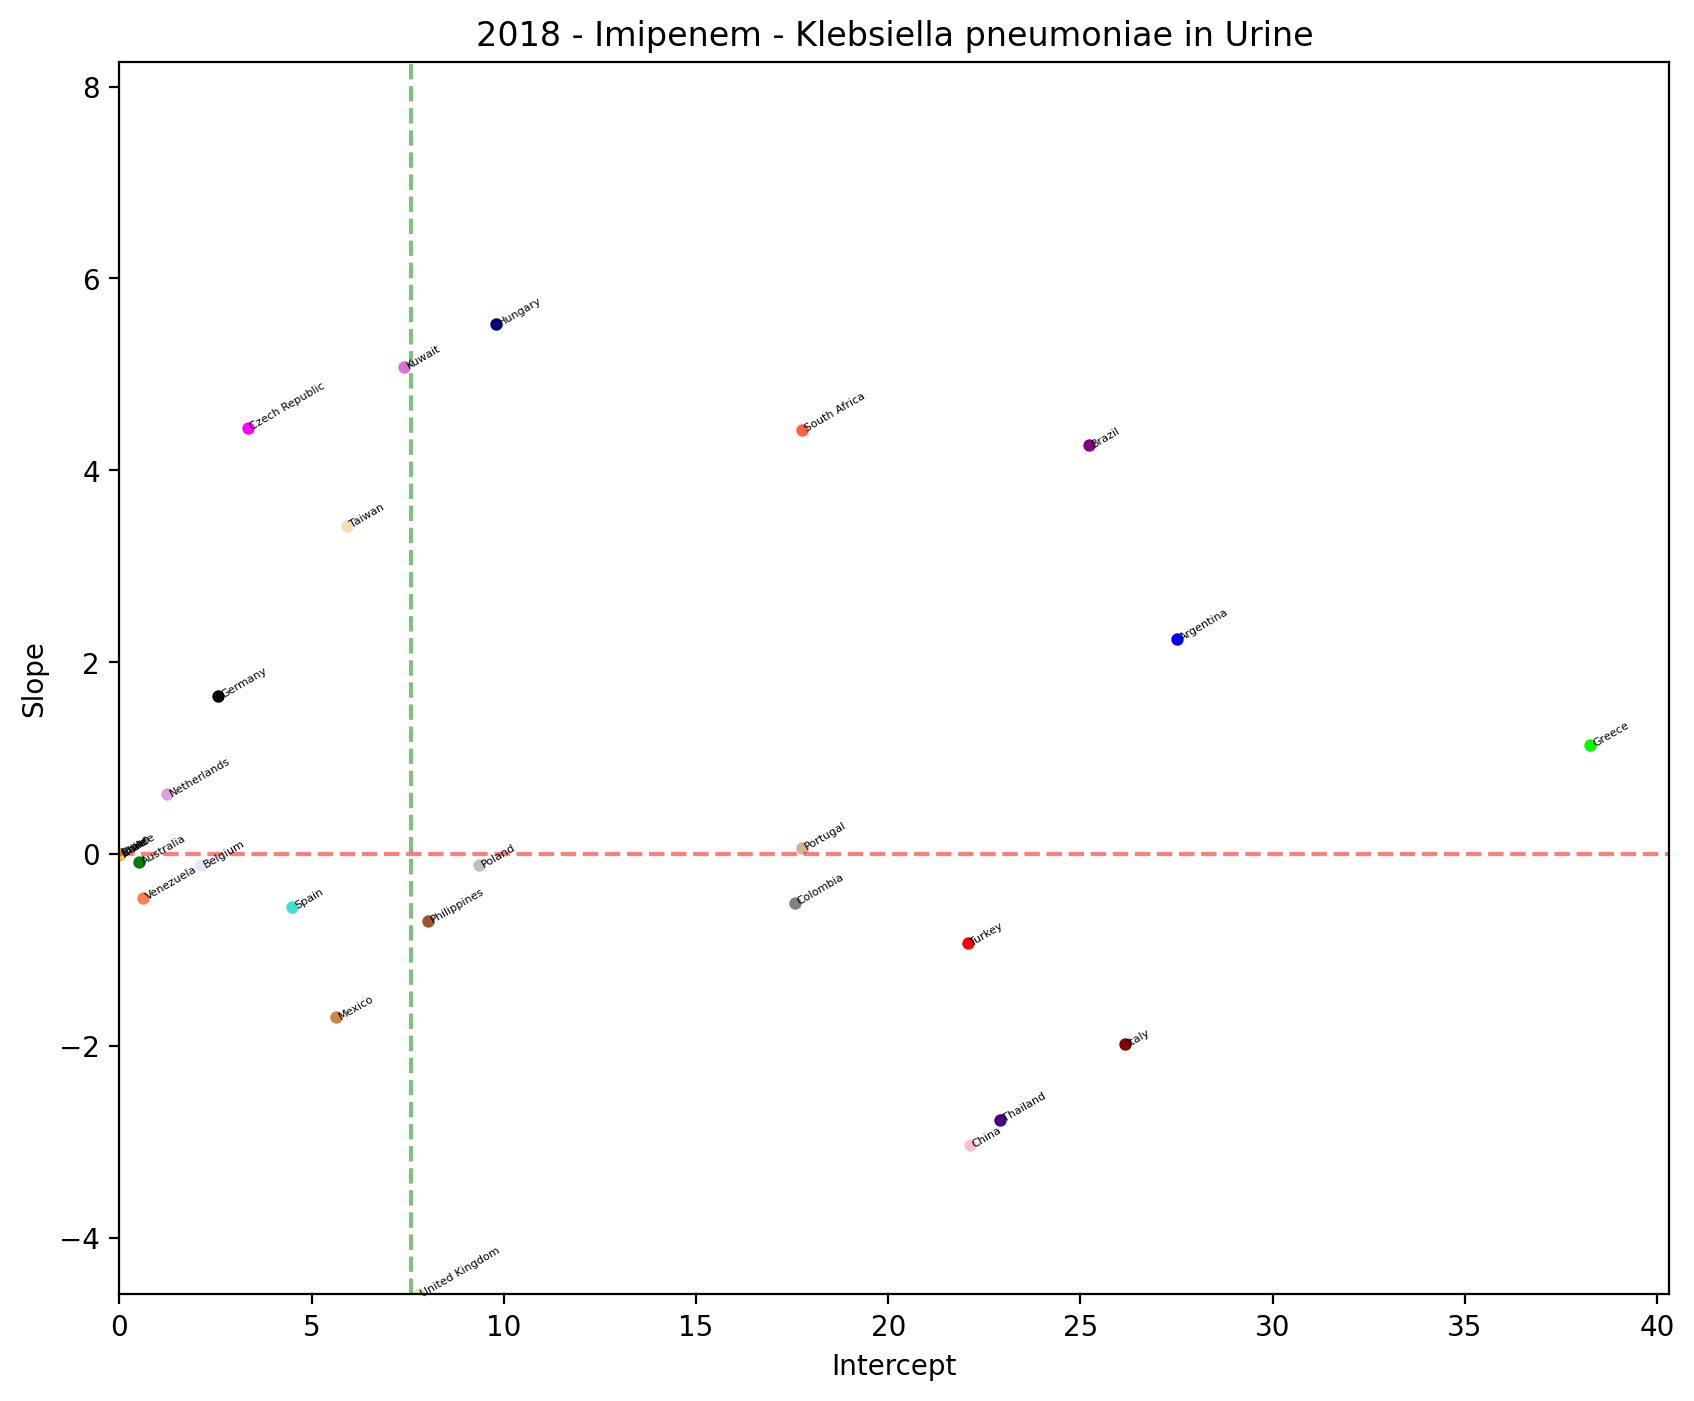 2018 - Imipenem - Klebsiella pneumoniae in Urine
8
6
4
2
0
−2
−4
Slope
Hungary
Kuwait
Czech Republic
South Africa
Brazil
Taiwan
Argentina
Germany
Greece
Netherlands
Australia
Belgium
Poland
Portugal
Venezuela
Spain
Philippines
Colombia
Turkey
Mexico
Italy
Thailand
China
United Kingdom
0
5
10
15
20
25
30
35
40
Intercept